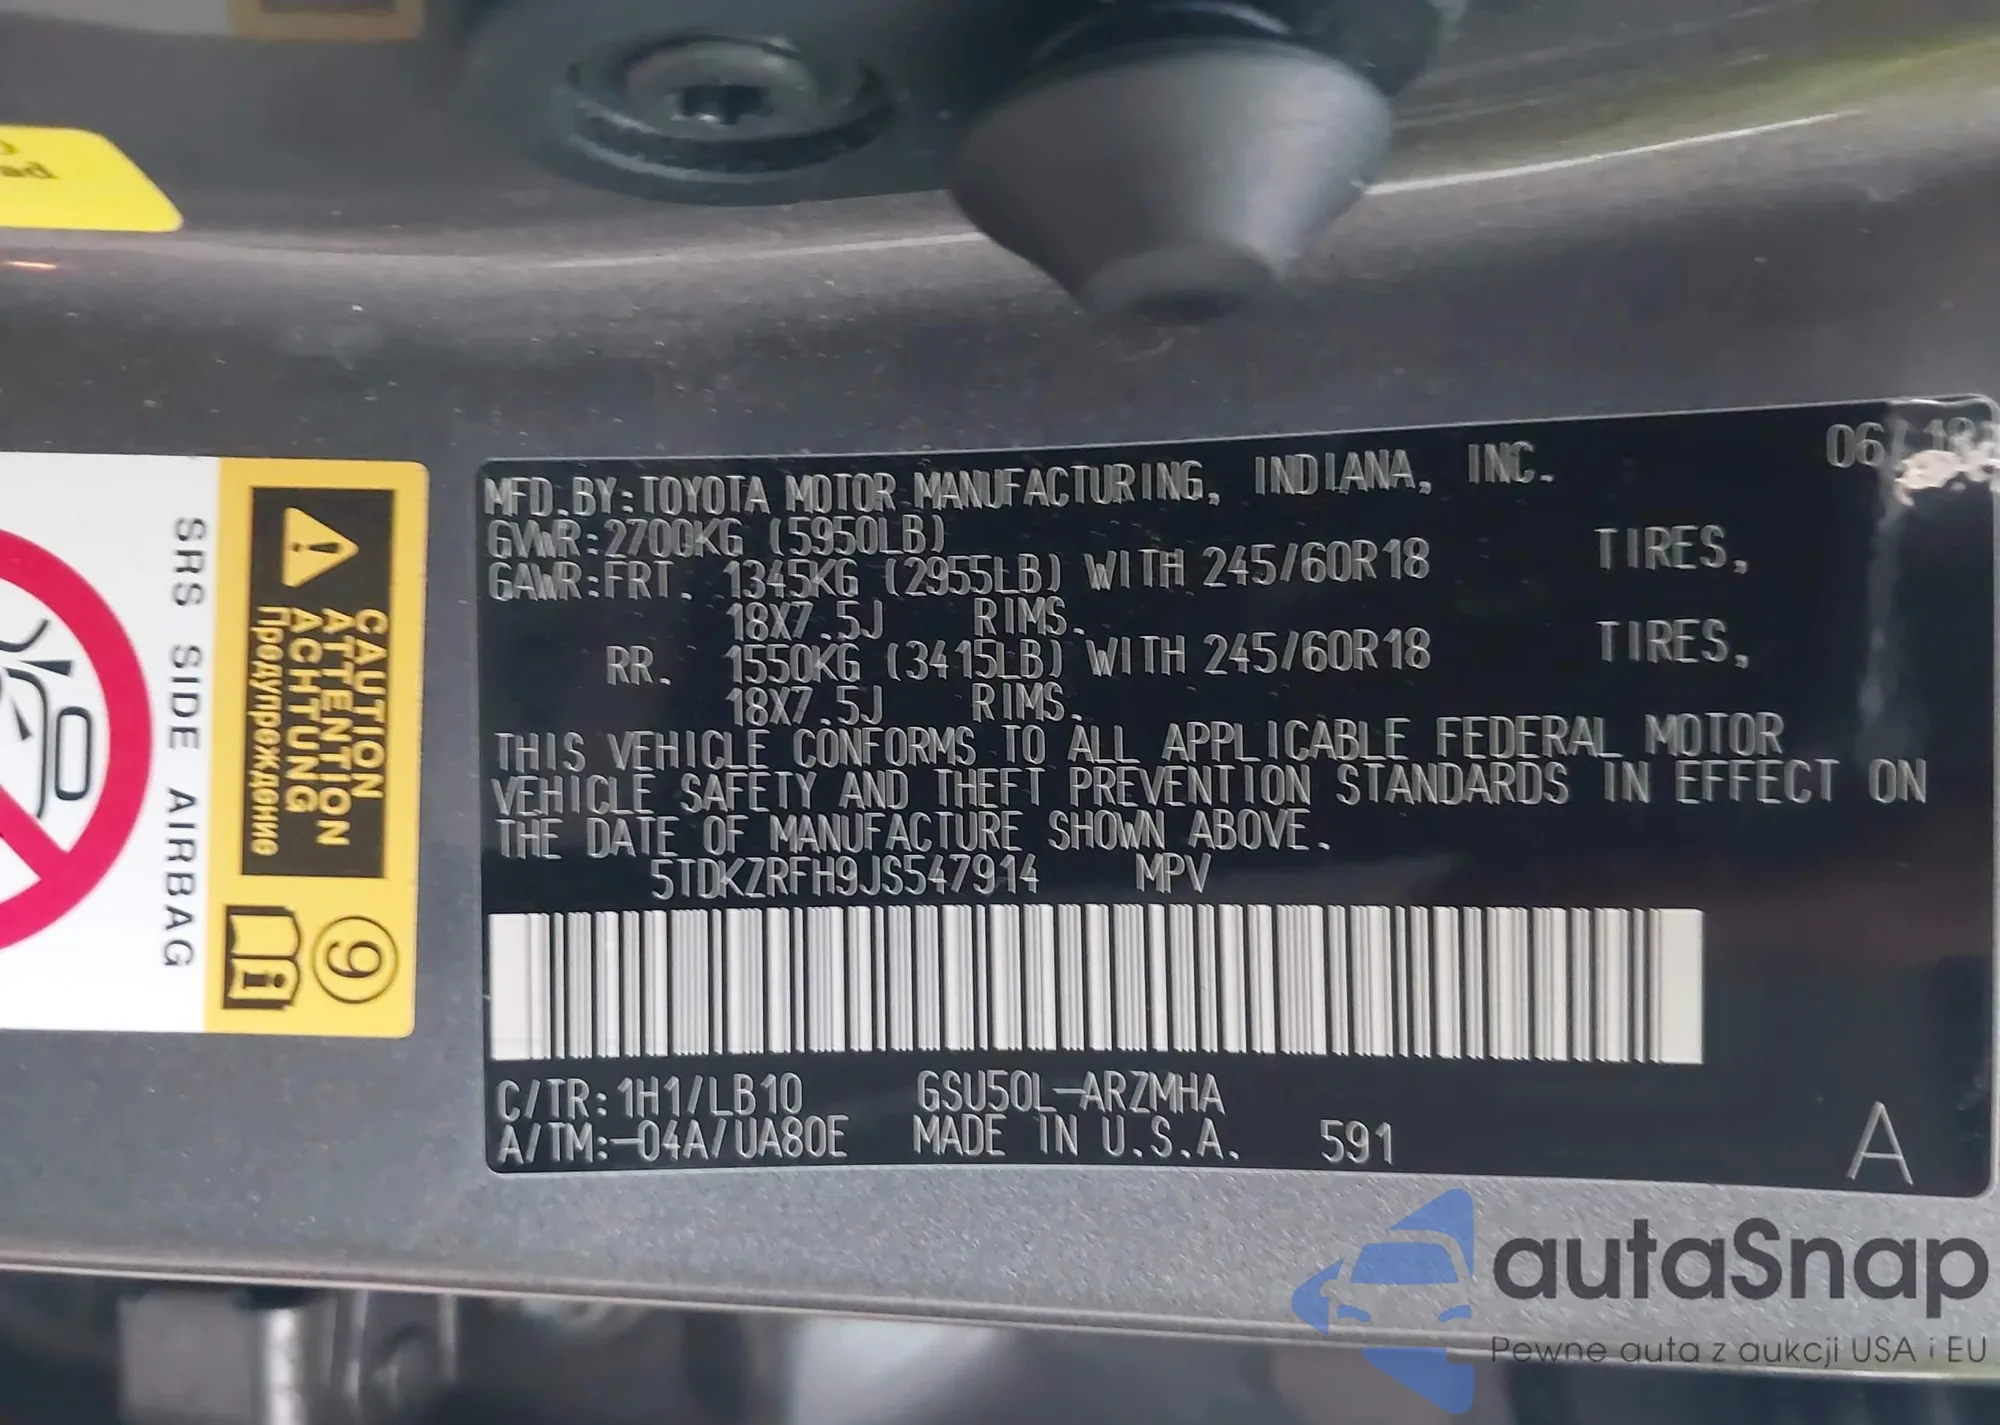 ad
SRS SIDE AIRBAG
CAUTION
ATTENTION
ACHTUNG
Предупреждение
9
MFD.BY:TOYOTA MOTOR MANUFACTURING, INDIANA, INC. 06/18
GVWR:2700KG (5950LB)
GAWR:FRT. 1345KG (2955LB) WITH 245/60R18 TIRES,
18X7.5J RIMS.
RR. 1550KG (3415LB) WITH 245/60R18 TIRES,
18X7.5J RIMS.
THIS VEHICLE CONFORMS TO ALL APPLICABLE FEDERAL MOTOR
VEHICLE SAFETY AND THEFT PREVENTION STANDARDS IN EFFECT ON
THE DATE OF MANUFACTURE SHOWN ABOVE.
5TDKZRFH9JS547914 MPV
C/TR:1H1/LB10 GSU50L-ARZMHA
A/TM:-04A/UA80E MADE IN U.S.A. 591 A
autaSnap
Pewne auta z aukcji USA i EU